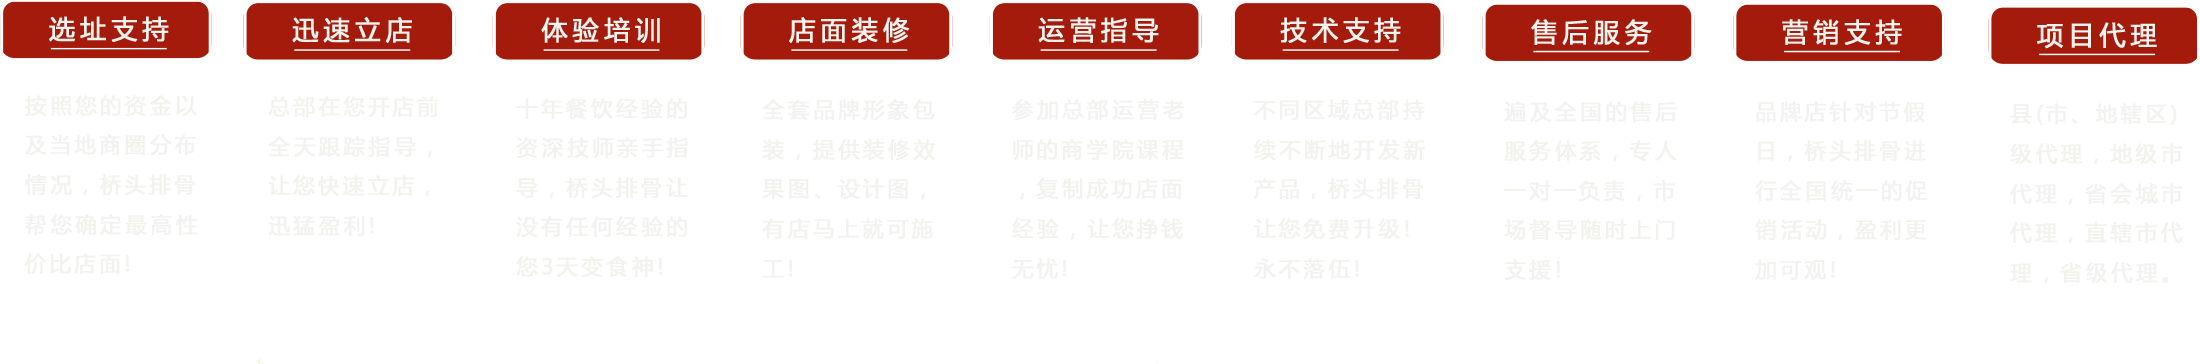 选址支持
按照您的资金以
及当地商圈分布
情况，桥头排骨
帮您确定最高性
价比店面!
迅速立店
总部在您开店前
全天跟踪指导，
让您快速立店，
迅猛盈利!
体验培训
十年餐饮经验的
资深技师亲手指
导，桥头排骨让
没有任何经验的
您3天变食神!
店面装修
全套品牌形象包
装，提供装修效
果图、设计图，
有店马上就可施
工!
运营指导
参加总部运营老
师的商学院课程
，复制成功店面
经验，让您挣钱
无忧!
技术支持
不同区域总部持
续不断地开发新
产品，桥头排骨
让您免费升级!
永不落伍!
售后服务
遍及全国的售后
服务体系，专人
一对一负责，市
场督导随时上门
支援!
营销支持
品牌店针对节假
日，桥头排骨进
行全国统一的促
销活动，盈利更
加可观!
项目代理
县(市、地辖区)
级代理，地级市
代理，省会城市
代理，直辖市代
理，省级代理。